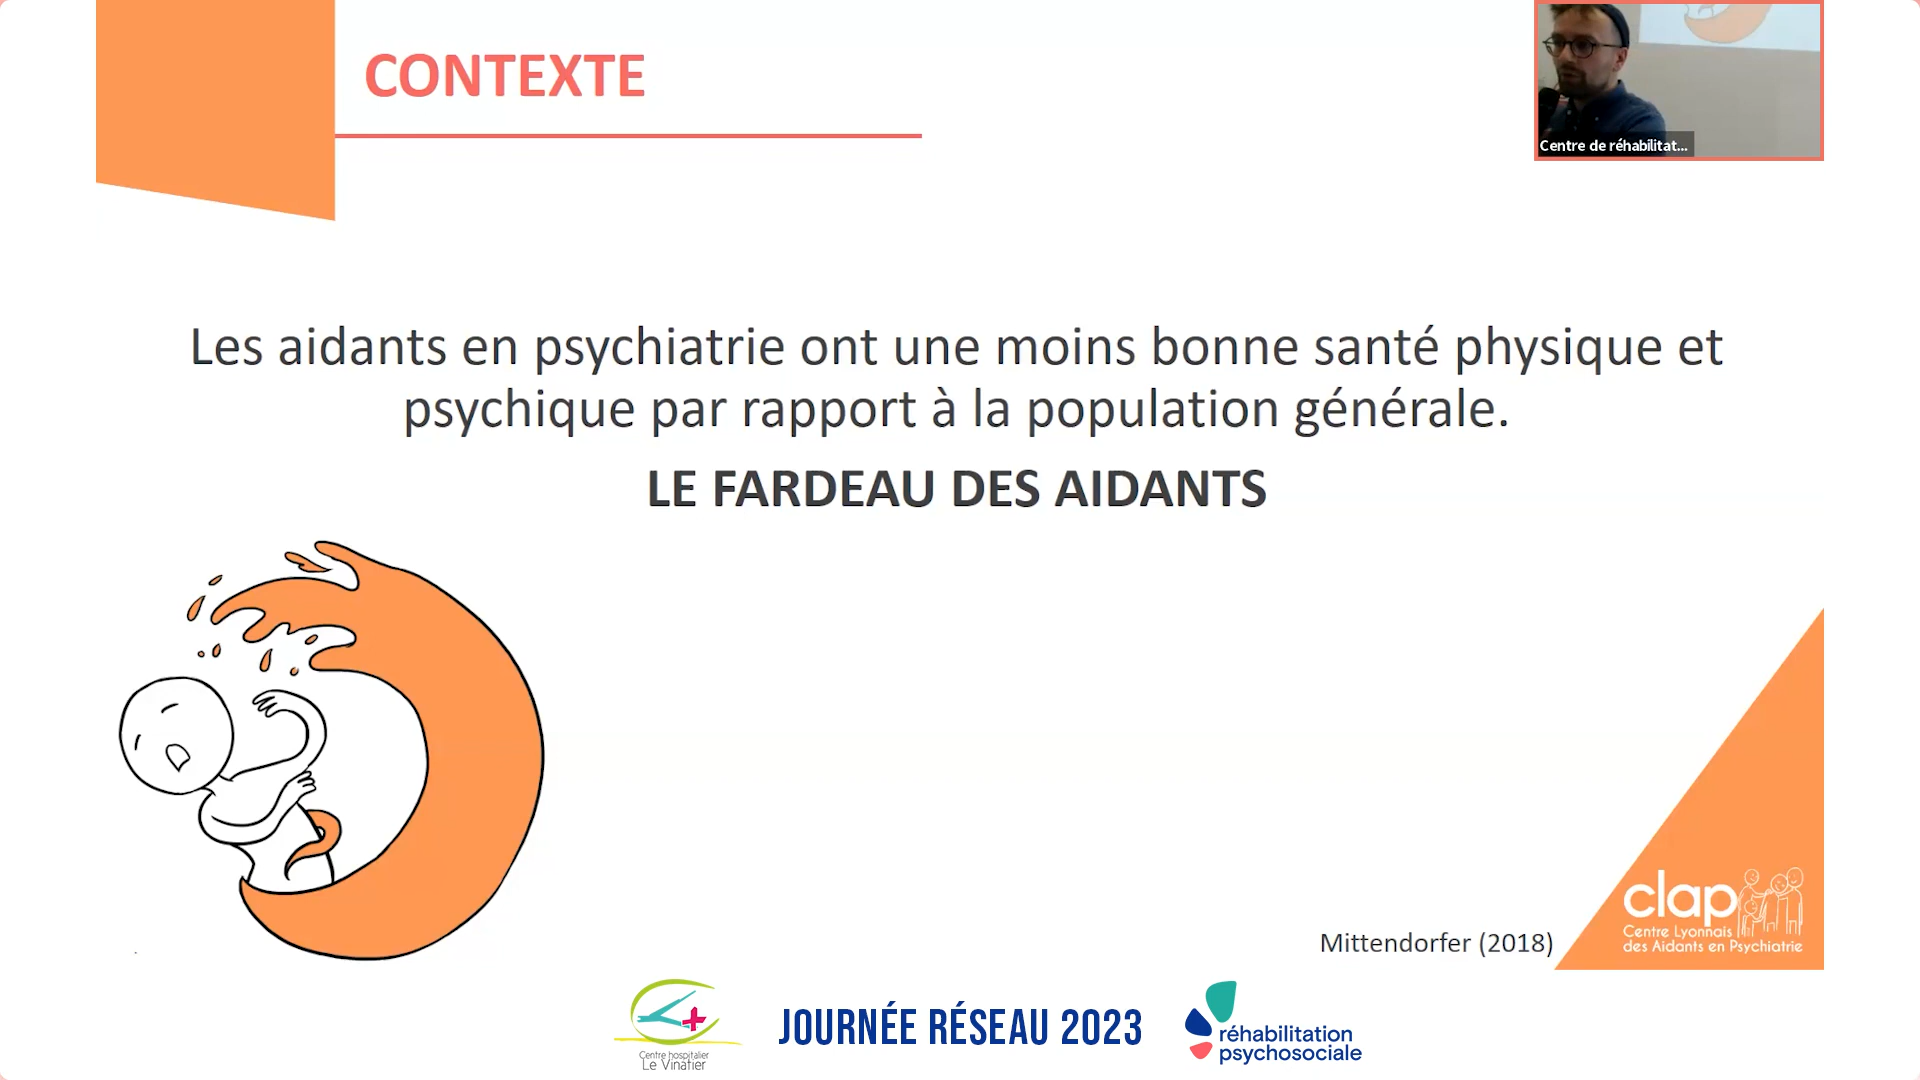 CONTEXTE
Centre de réhabilitat...
Les aidants en psychiatrie ont une moins bonne santé physique et
psychique par rapport à la population générale.
LE FARDEAU DES AIDANTS
Mittendorfer (2018)
clap
Centre Lyonnais
des Aidants en Psychiatrie
Centre hospitalier
Le Vinatier
JOURNÉE RÉSEAU 2023
réhabilitation
psychosociale